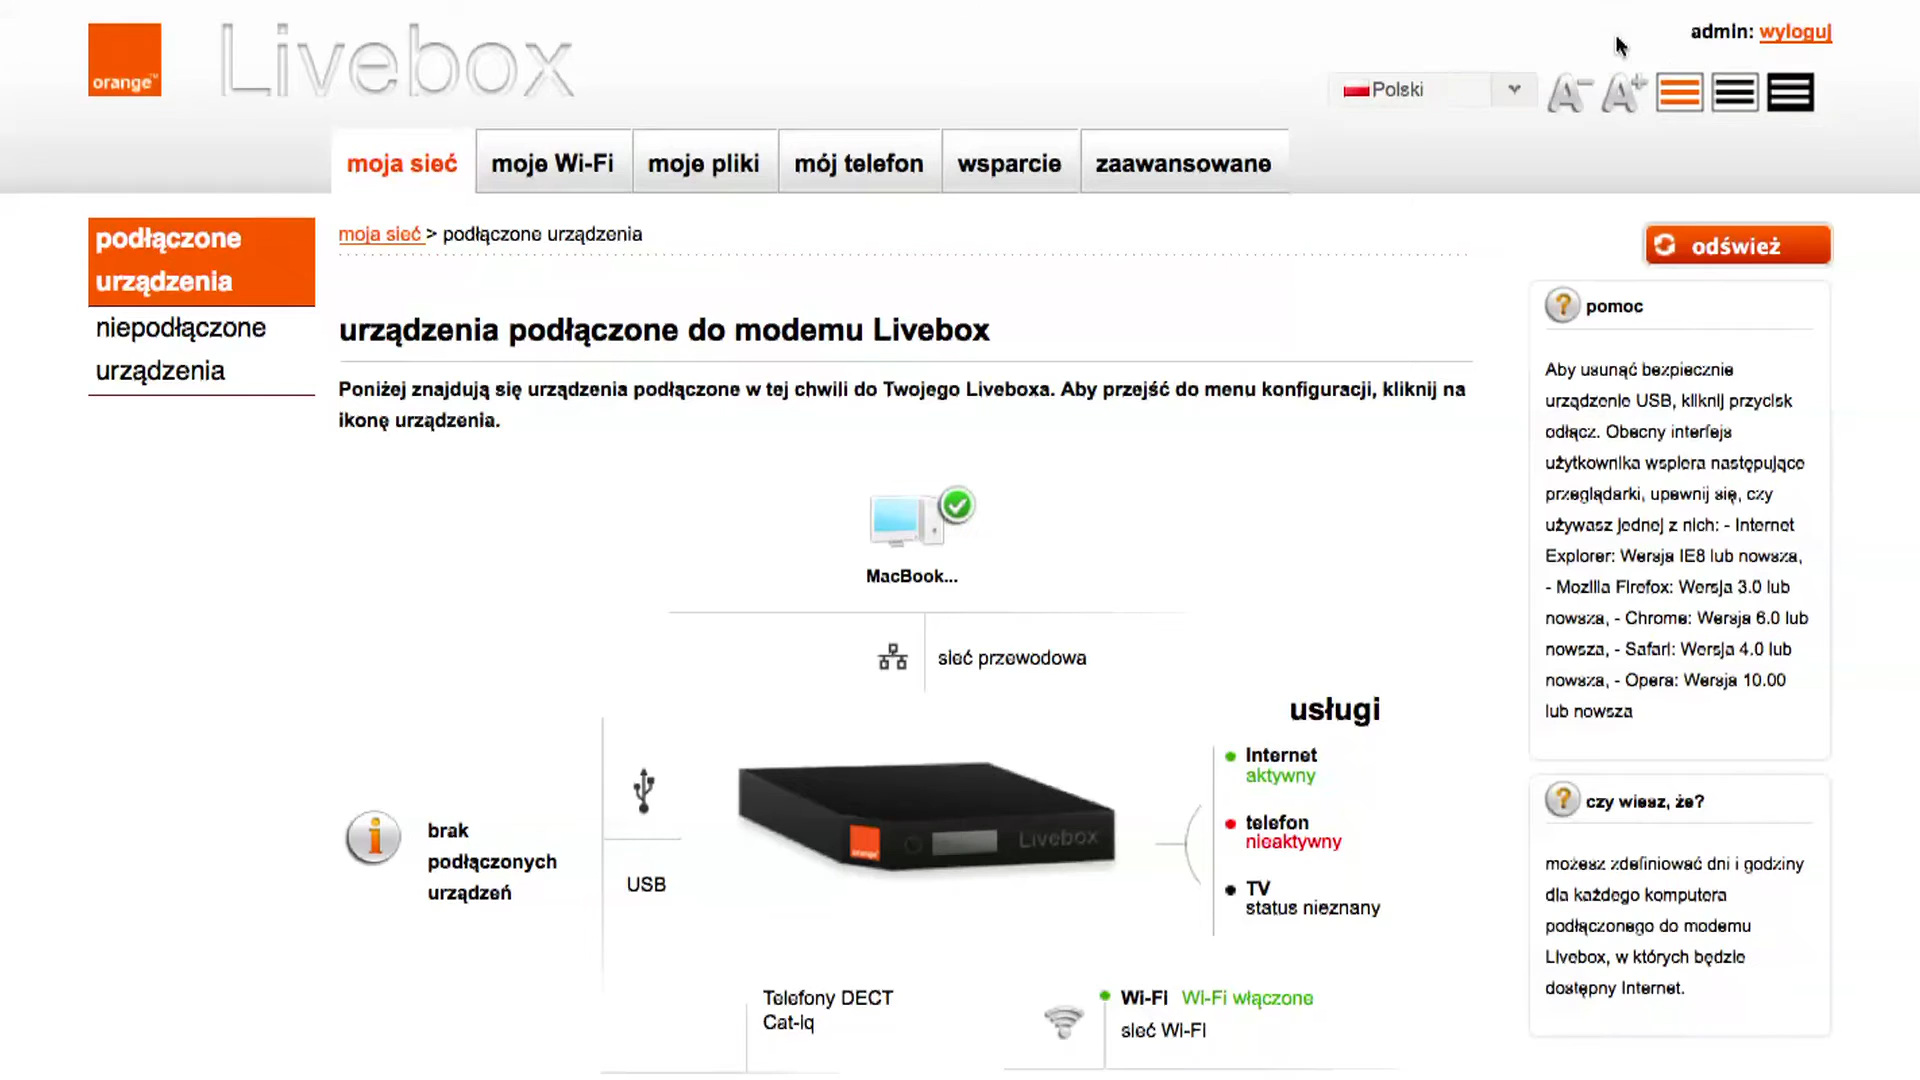 admin: wyloguj
orange™
Livebox
Polski
A- A+
moja sieć
moje Wi-Fi
moje pliki
mój telefon
wsparcie
zaawansowane
podłączone
urządzenia
niepodłączone
urządzenia
moja sieć > podłączone urządzenia
odśwież
urządzenia podłączone do modemu Livebox
Poniżej znajdują się urządzenia podłączone w tej chwili do Twojego Liveboxa. Aby przejść do menu konfiguracji, kliknij na
ikonę urządzenia.
MacBook...
sieć przewodowa
brak
podłączonych
urządzeń
USB
orange
Livebox
usługi
Internet
aktywny
telefon
nieaktywny
TV
status nieznany
Telefony DECT
Cat-iq
Wi-Fi Wi-Fi włączone
sieć Wi-Fi
pomoc
Aby usunąć bezpiecznie
urządzenie USB, kliknij przycisk
odłącz. Obecny interfejs
użytkownika wspiera następujące
przeglądarki, upewnij się, czy
używasz jednej z nich: - Internet
Explorer: Wersja IE8 lub nowsza,
- Mozilla Firefox: Wersja 3.0 lub
nowsza, - Chrome: Wersja 6.0 lub
nowsza, - Safari: Wersja 4.0 lub
nowsza, - Opera: Wersja 10.00
lub nowsza
czy wiesz, że?
możesz zdefiniować dni i godziny
dla każdego komputera
podłączonego do modemu
Livebox, w których będzie
dostępny Internet.